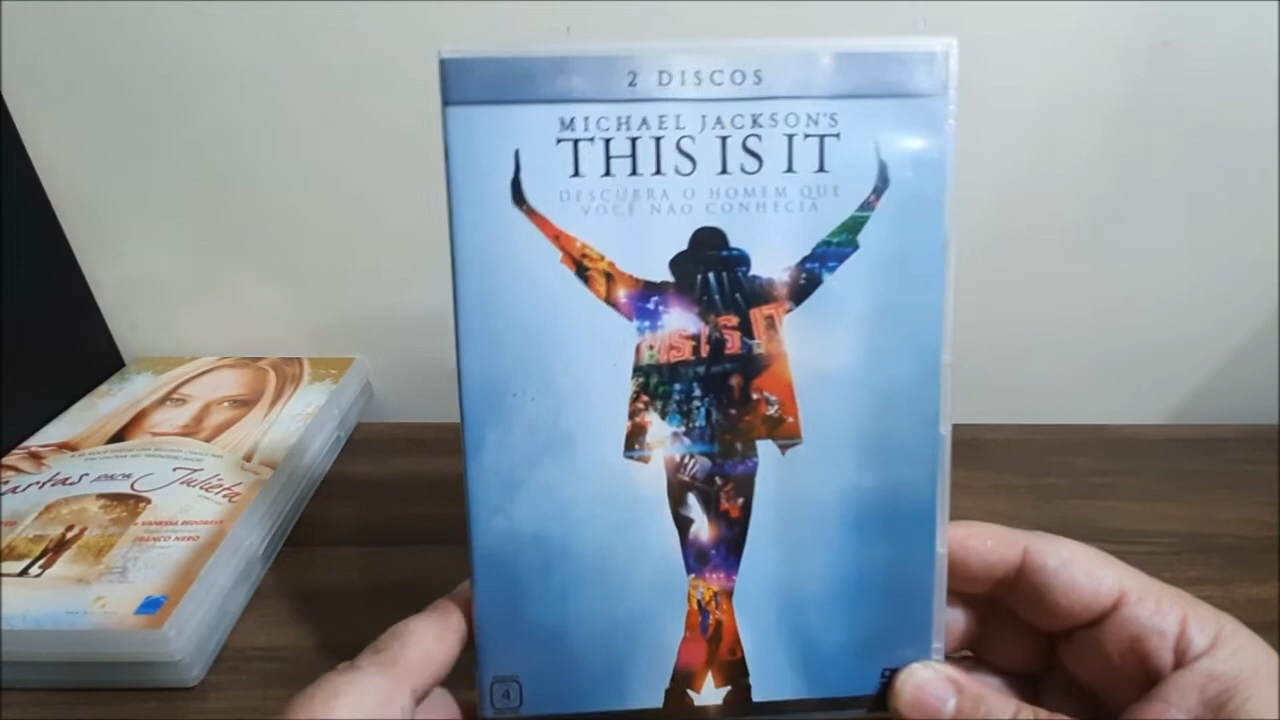 2 DISCOS
MICHAEL JACKSON'S
THIS IS IT
DESCUBRA O HOMEM QUE
VOCÊ NÃO CONHECIA
THIS IS IT
4
Cartas para Julieta
VANESSA REDGRAVE
FRANCO NERO